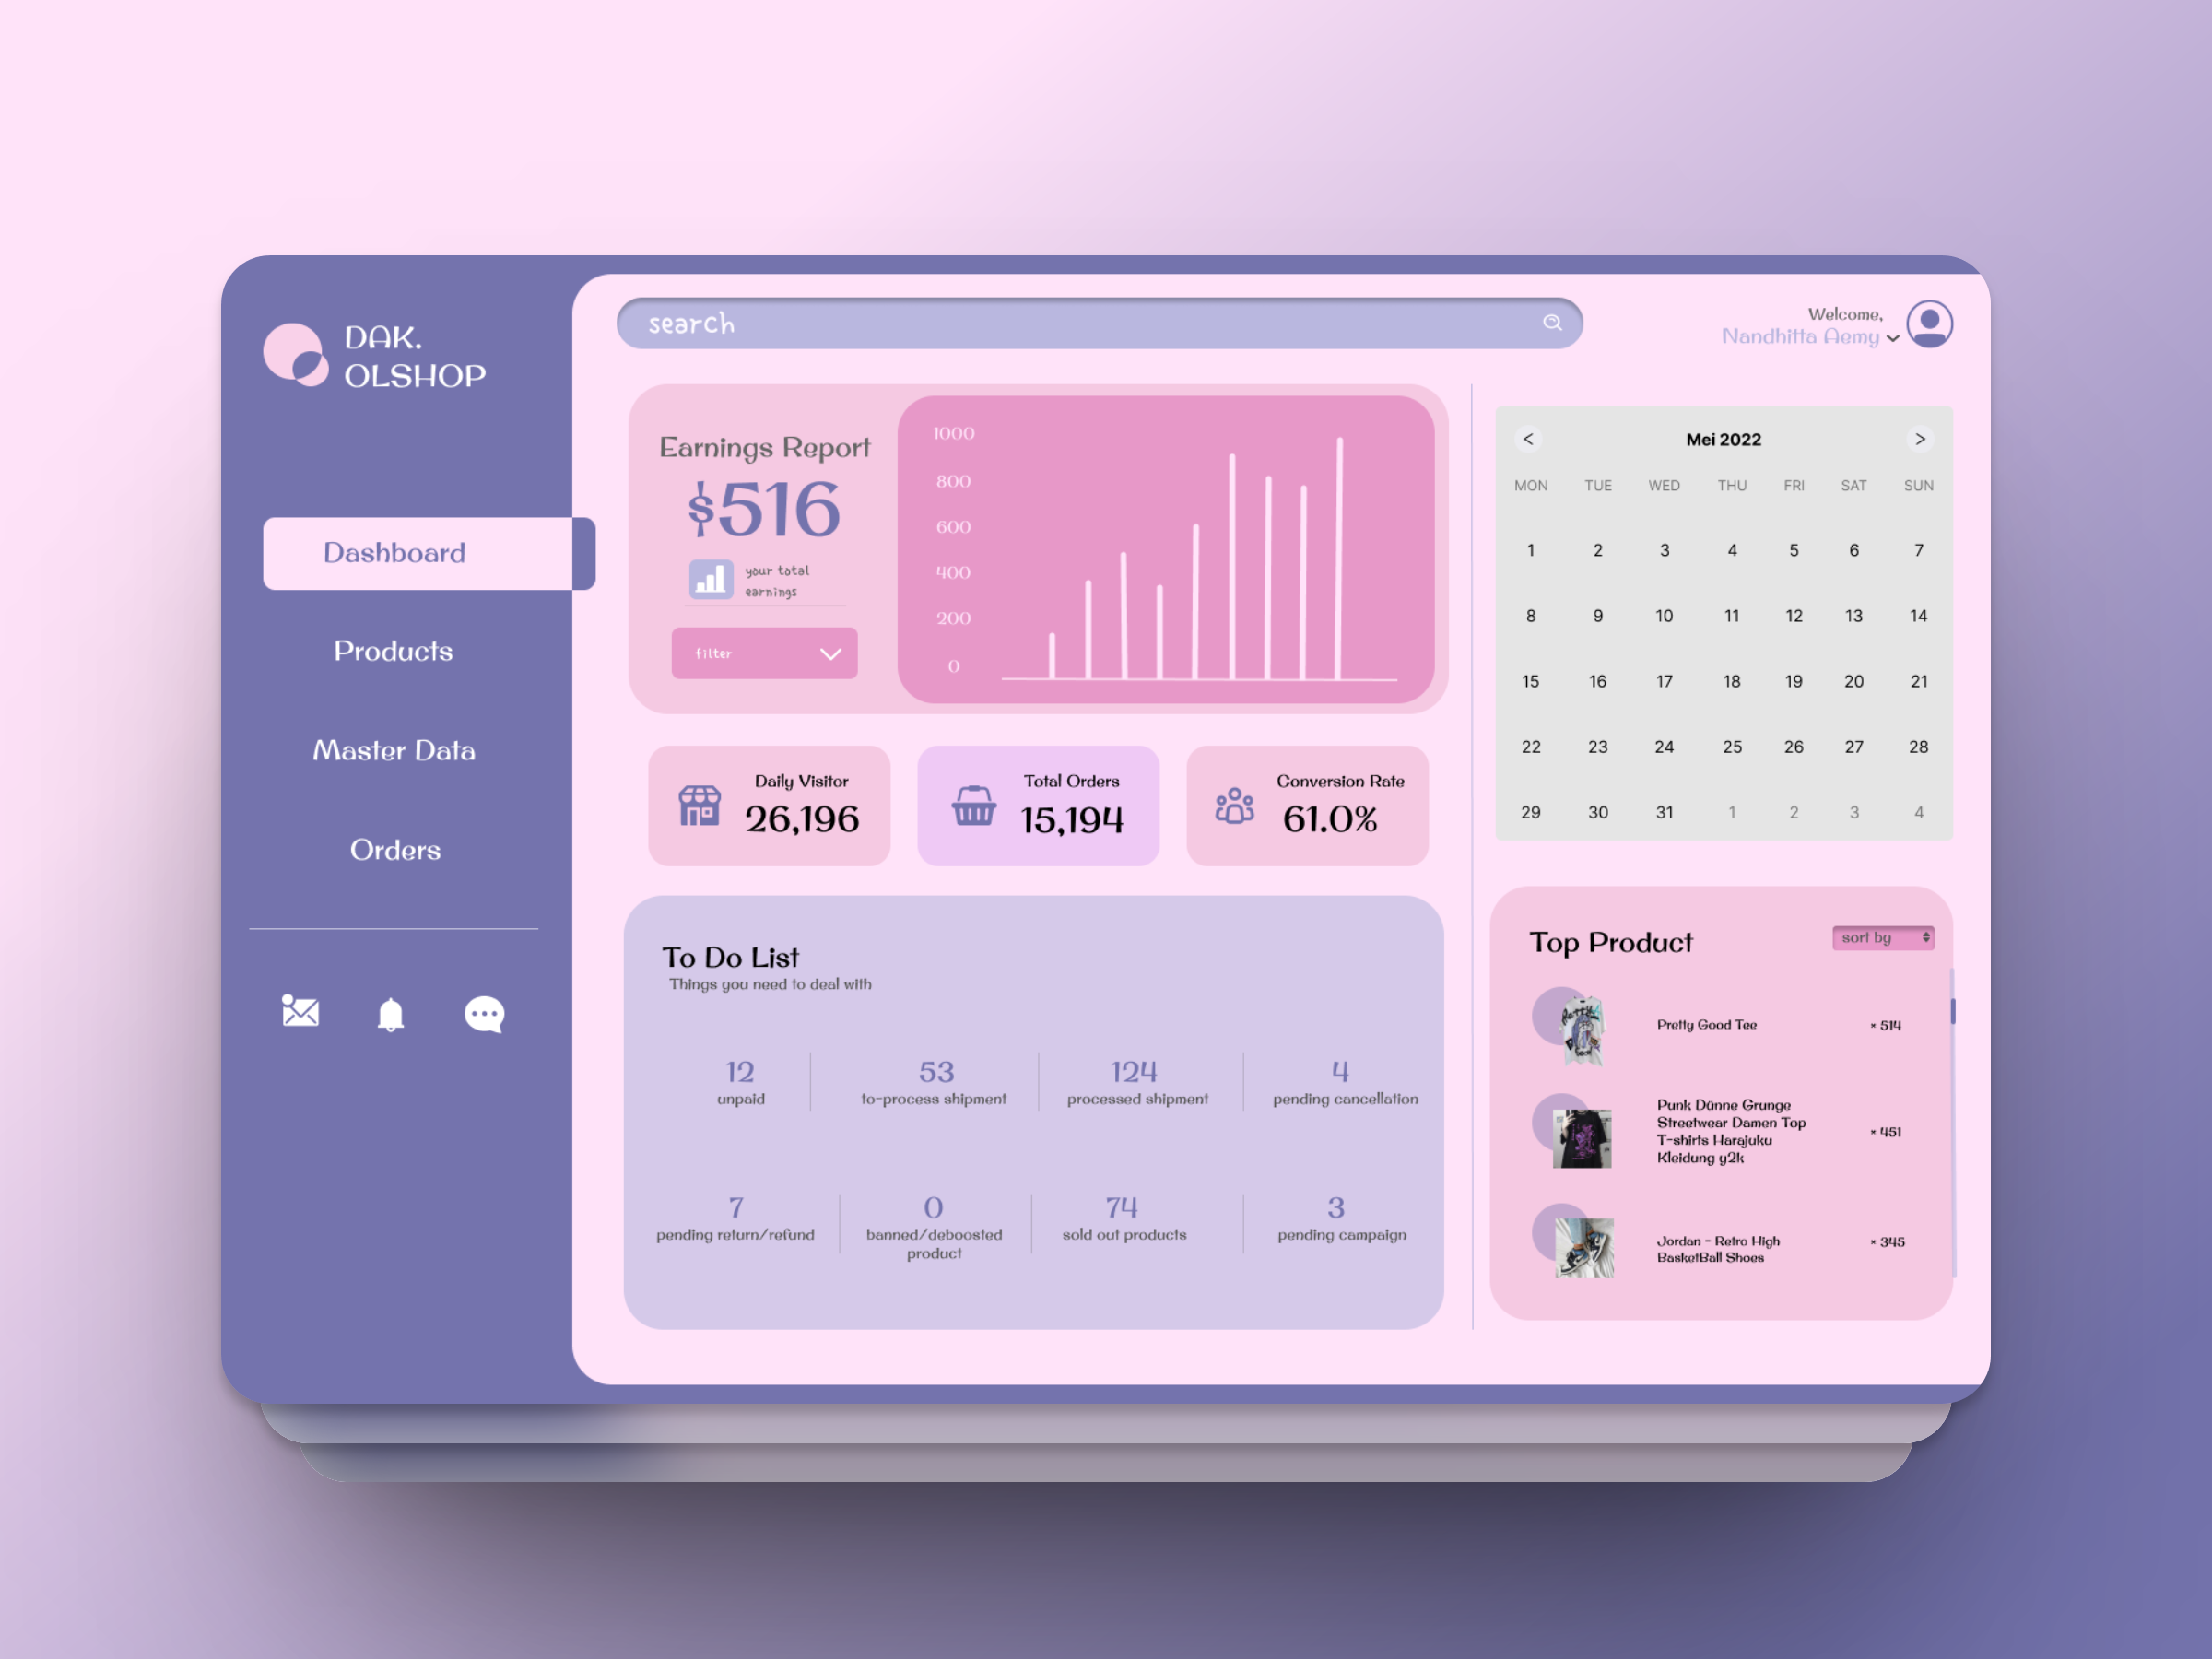 DAK.
OLSHOP
Dashboard
Products
Master Data
Orders
search
Welcome,
Nandhitta Aemy
Earnings Report
$516
your total
earnings
filter
1000
800
600
400
200
0
Daily Visitor
26,196
Total Orders
15,194
Conversion Rate
61.0%
To Do List
Things you need to deal with
12
unpaid
53
to-process shipment
124
processed shipment
4
pending cancellation
7
pending return/refund
0
banned/deboosted
product
74
sold out products
3
pending campaign
< Mei 2022 >
MON TUE WED THU FRI SAT SUN
1 2 3 4 5 6 7
8 9 10 11 12 13 14
15 16 17 18 19 20 21
22 23 24 25 26 27 28
29 30 31 1 2 3 4
Top Product
sort by
Pretty Good Tee
× 514
Punk Dünne Grunge
Streetwear Damen Top
T-shirts Harajuku
Kleidung y2k
× 451
Jordan - Retro High
BasketBall Shoes
× 345